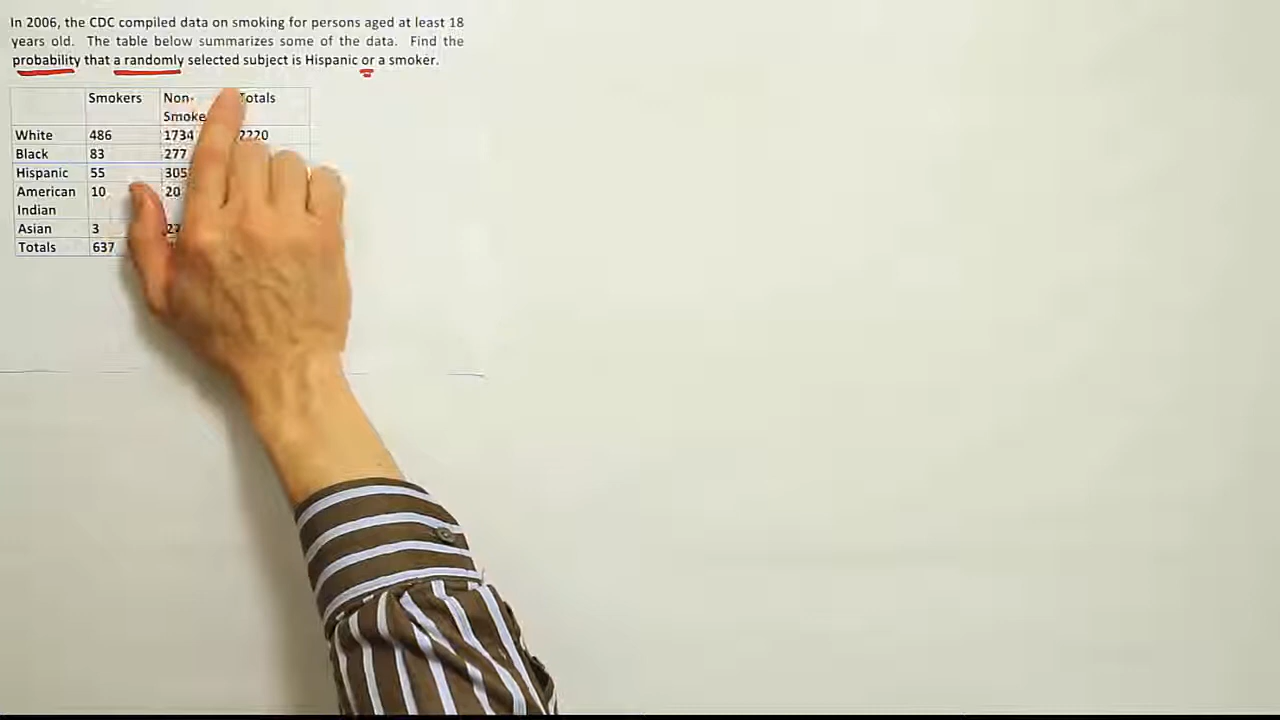 In 2006, the CDC compiled data on smoking for persons aged at least 18
years old. The table below summarizes some of the data. Find the
probability that a randomly selected subject is Hispanic or a smoker.
Smokers Totals
White 486 1734 2220
Black 83 277
Hispanic 55 305
American 10 20
Indian
Asian 3
Totals 637